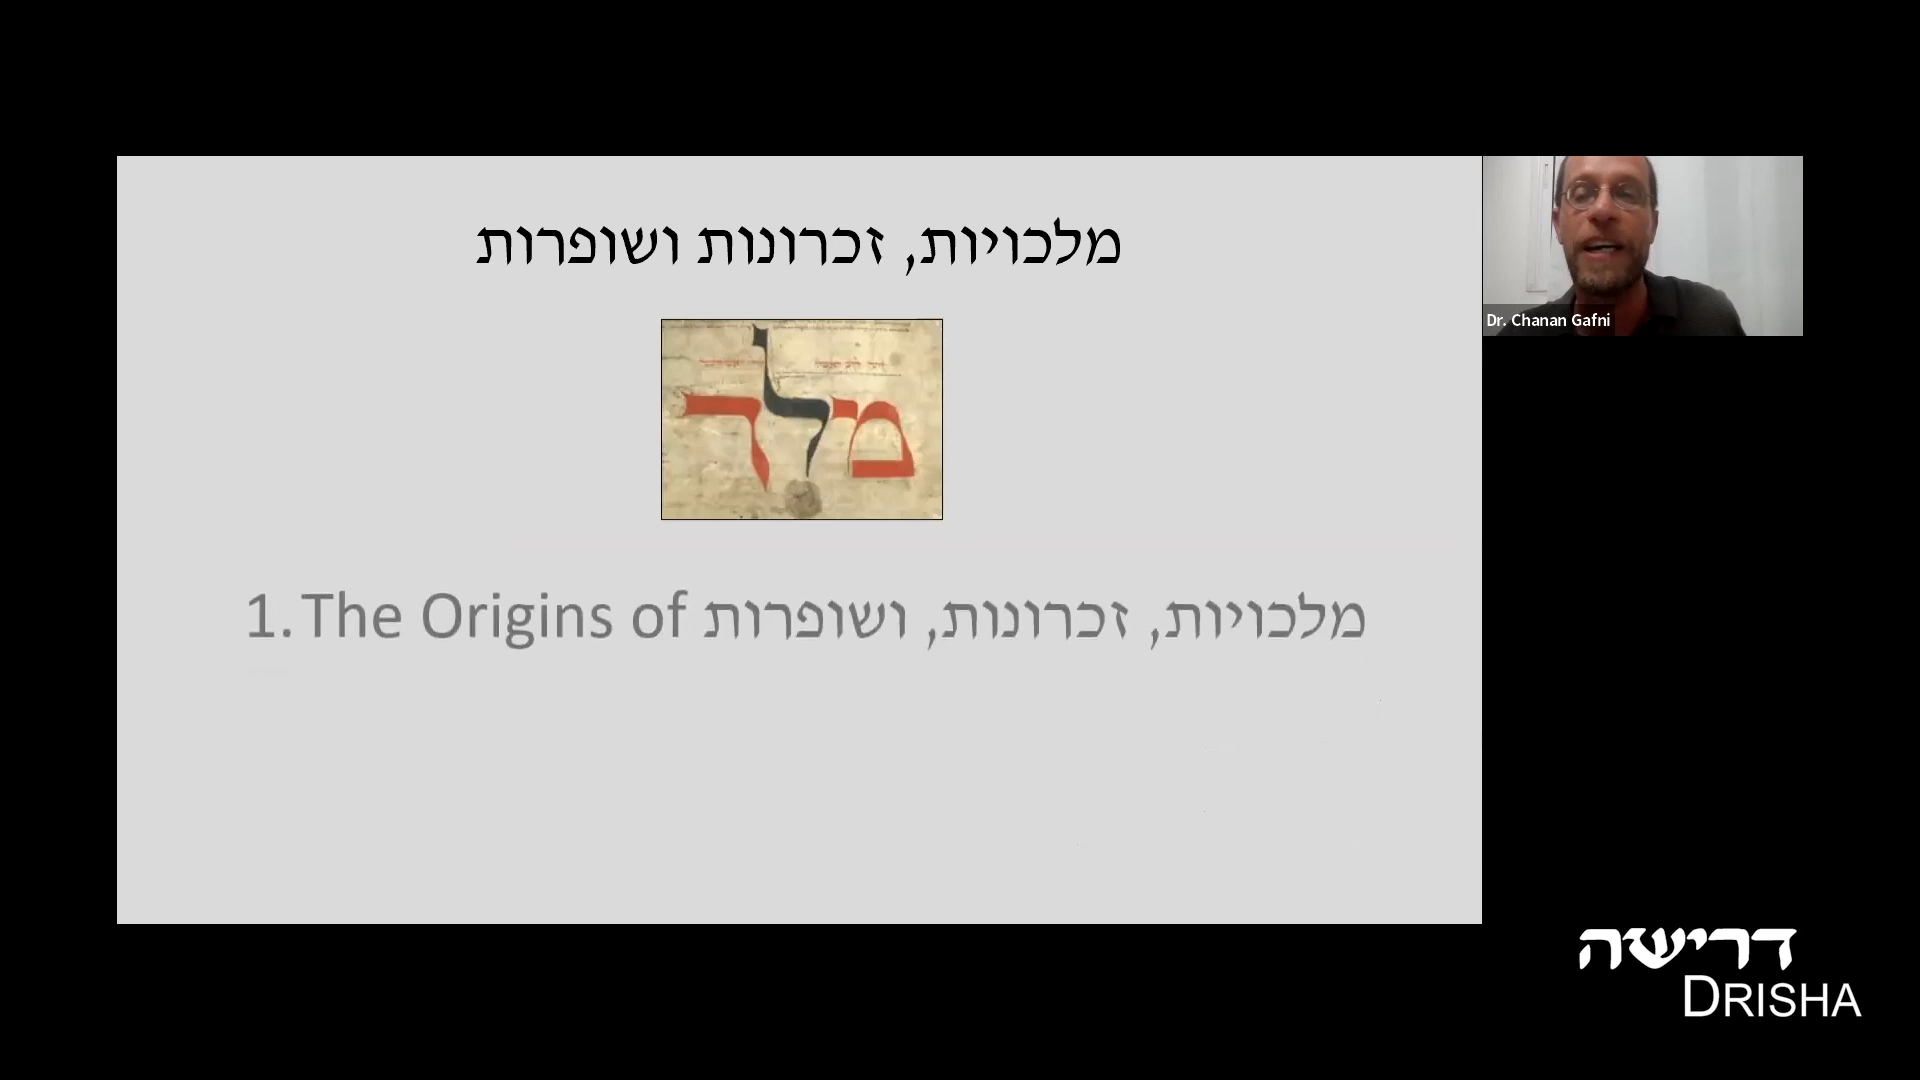 מלכויות, זכרונות ושופרות
מלך
1. The Origins of מלכויות, זכרונות, ושופרות
Dr. Chanan Gafni
דרישה
DRISHA